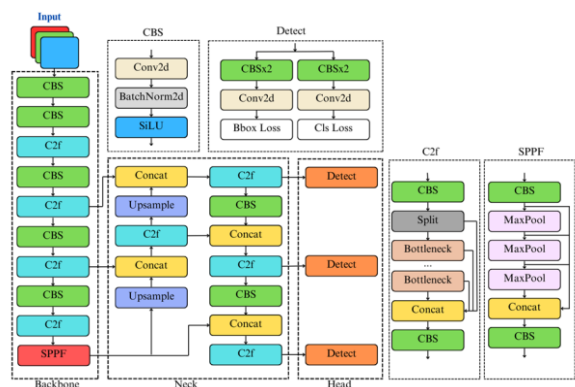 Input
CBS
CBS
C2f
CBS
C2f
CBS
C2f
CBS
C2f
SPPF
Backbone
CBS
Conv2d
BatchNorm2d
SiLU
Detect
CBSx2
CBSx2
Conv2d
Conv2d
Bbox Loss
Cls Loss
Concat
Upsample
C2f
Concat
Upsample
C2f
CBS
Concat
C2f
CBS
Concat
C2f
Neck
Detect
Detect
Detect
Head
C2f
CBS
Split
Bottleneck
...
Bottleneck
Concat
CBS
SPPF
CBS
MaxPool
MaxPool
MaxPool
Concat
CBS